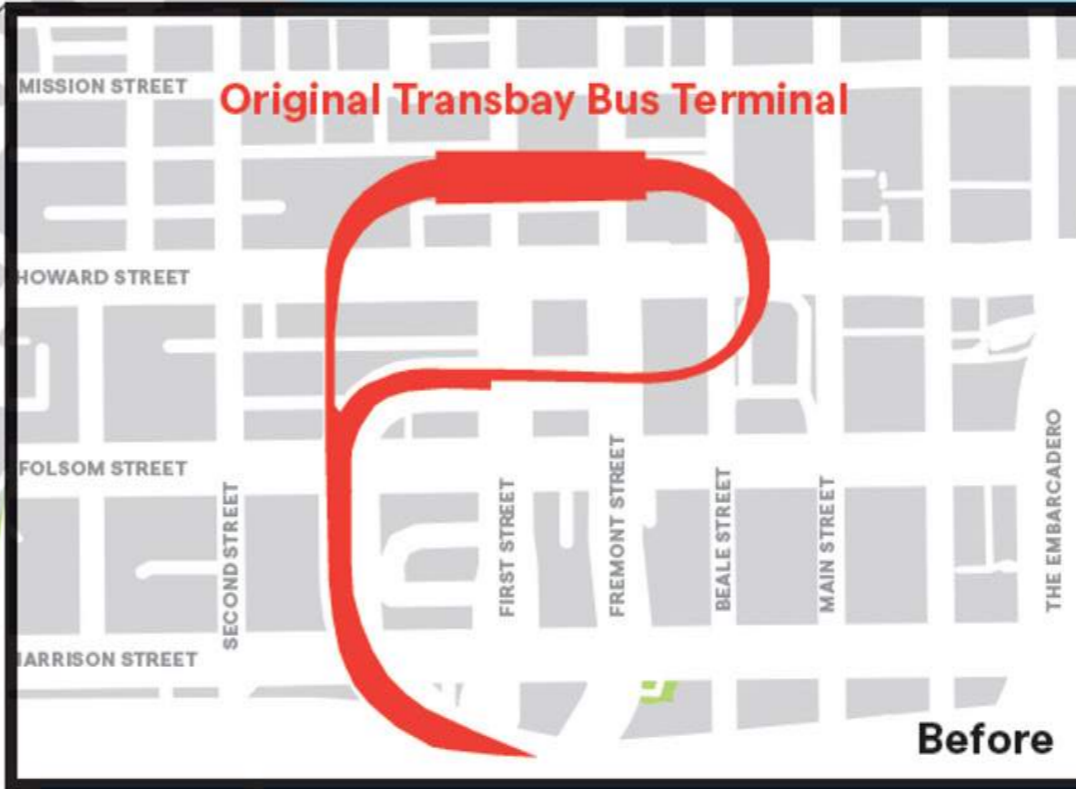 MISSION STREET
Original Transbay Bus Terminal
HOWARD STREET
FOLSOM STREET
SECOND STREET
FIRST STREET
FREMONT STREET
BEALE STREET
MAIN STREET
THE EMBARCADERO
HARRISON STREET
Before